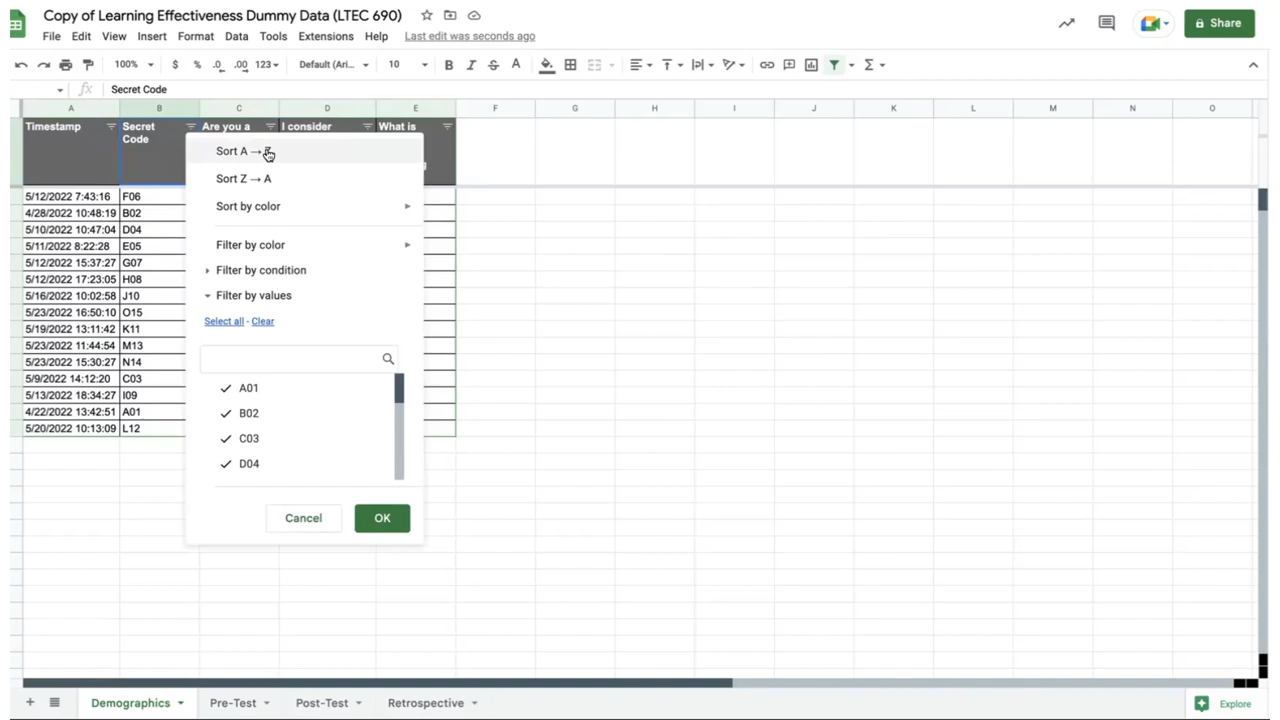 Copy of Learning Effectiveness Dummy Data (LTEC 690)
Share
File Edit View Insert Format Data Tools Extensions Help Last edit was seconds ago
100% $ % .0 .00 123 Default (Ari... 10 B I S A Σ
fx Secret Code
A B C D E F G H I J K L M N O
Timestamp Secret Code Are you a I consider What is
Sort A → Z
Sort Z → A
Sort by color
Filter by color
Filter by condition
Filter by values
Select all - Clear
A01
B02
C03
D04
Cancel OK
5/12/2022 7:43:16 F06
4/28/2022 10:48:19 B02
5/10/2022 10:47:04 D04
5/11/2022 8:22:28 E05
5/12/2022 15:37:27 G07
5/12/2022 17:23:05 H08
5/16/2022 10:02:58 J10
5/23/2022 16:50:10 O15
5/19/2022 13:11:42 K11
5/23/2022 11:44:54 M13
5/23/2022 15:30:27 N14
5/9/2022 14:12:20 C03
5/13/2022 18:34:27 I09
4/22/2022 13:42:51 A01
5/20/2022 10:13:09 L12
+ Demographics Pre-Test Post-Test Retrospective Explore